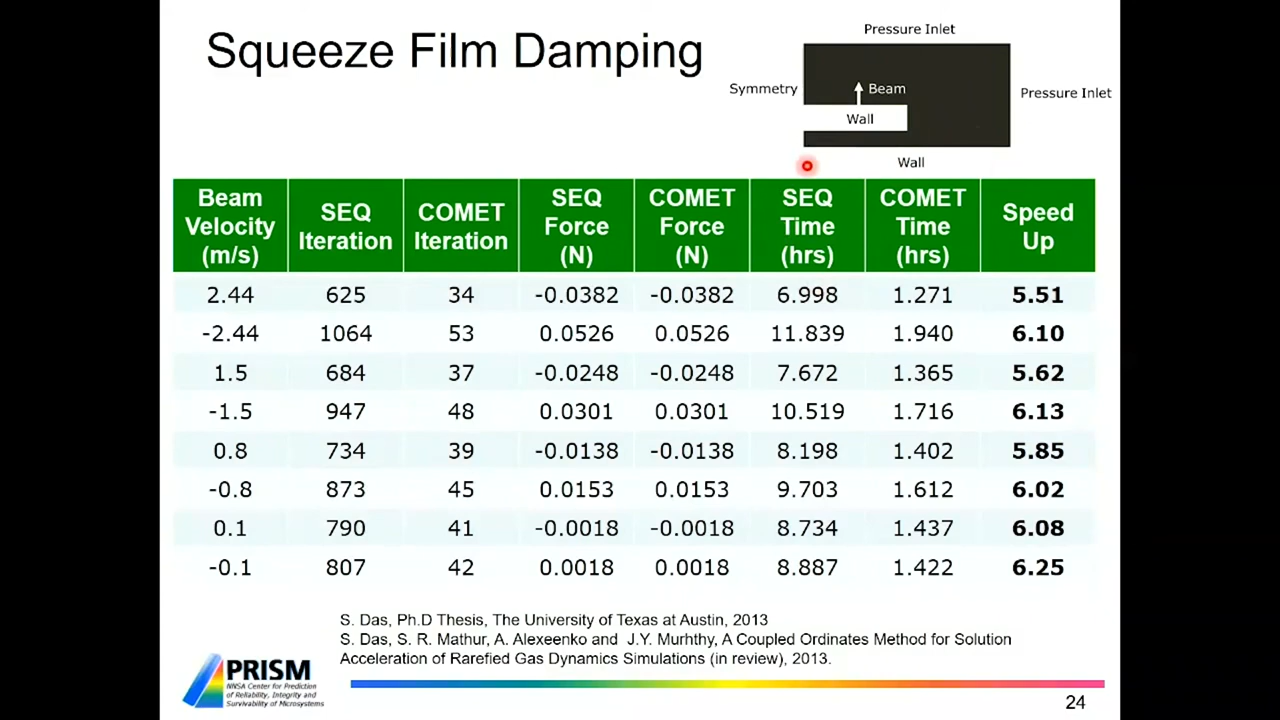 Squeeze Film Damping
Pressure Inlet
Symmetry
Beam
Pressure Inlet
Wall
Wall
Beam Velocity (m/s) SEQ Iteration COMET Iteration SEQ Force (N) COMET Force (N) SEQ Time (hrs) COMET Time (hrs) Speed Up
2.44 625 34 -0.0382 -0.0382 6.998 1.271 5.51
-2.44 1064 53 0.0526 0.0526 11.839 1.940 6.10
1.5 684 37 -0.0248 -0.0248 7.672 1.365 5.62
-1.5 947 48 0.0301 0.0301 10.519 1.716 6.13
0.8 734 39 -0.0138 -0.0138 8.198 1.402 5.85
-0.8 873 45 0.0153 0.0153 9.703 1.612 6.02
0.1 790 41 -0.0018 -0.0018 8.734 1.437 6.08
-0.1 807 42 0.0018 0.0018 8.887 1.422 6.25
S. Das, Ph.D Thesis, The University of Texas at Austin, 2013
S. Das, S. R. Mathur, A. Alexeenko and J.Y. Murhthy, A Coupled Ordinates Method for Solution
Acceleration of Rarefied Gas Dynamics Simulations (in review), 2013.
PRISM
NNSA Center for Prediction
of Reliability, Integrity and
Survivability of Microsystems
24